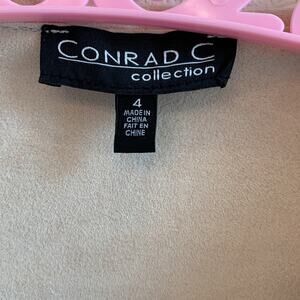 CONRAD C
collection
4
MADE IN
CHINA
FAIT EN
CHINE